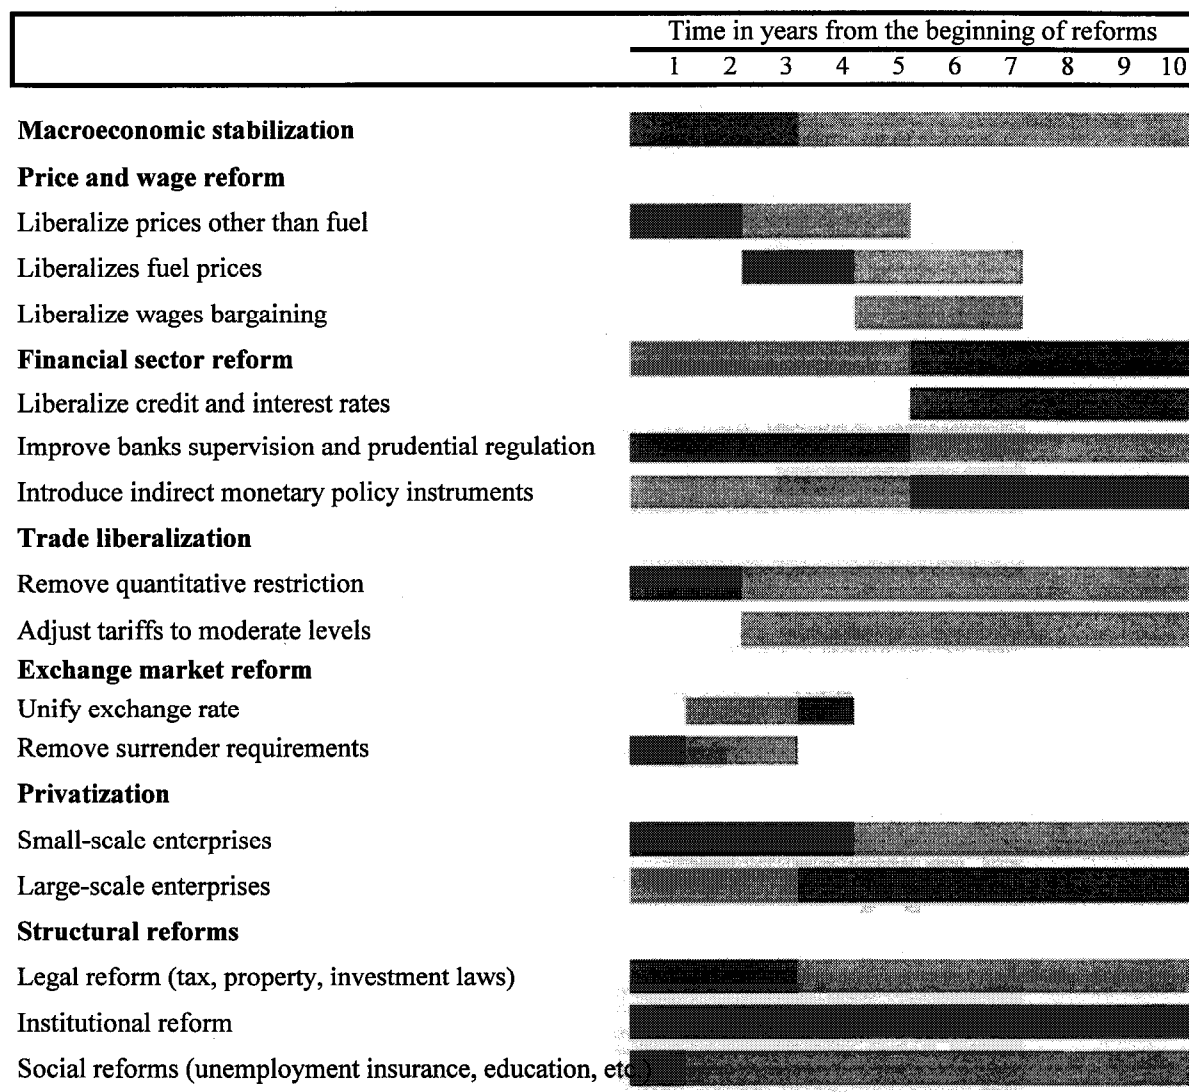 Time in years from the beginning of reforms
1 2 3 4 5 6 7 8 9 10
Macroeconomic stabilization
Price and wage reform
Liberalize prices other than fuel
Liberalizes fuel prices
Liberalize wages bargaining
Financial sector reform
Liberalize credit and interest rates
Improve banks supervision and prudential regulation
Introduce indirect monetary policy instruments
Trade liberalization
Remove quantitative restriction
Adjust tariffs to moderate levels
Exchange market reform
Unify exchange rate
Remove surrender requirements
Privatization
Small-scale enterprises
Large-scale enterprises
Structural reforms
Legal reform (tax, property, investment laws)
Institutional reform
Social reforms (unemployment insurance, education, etc.)